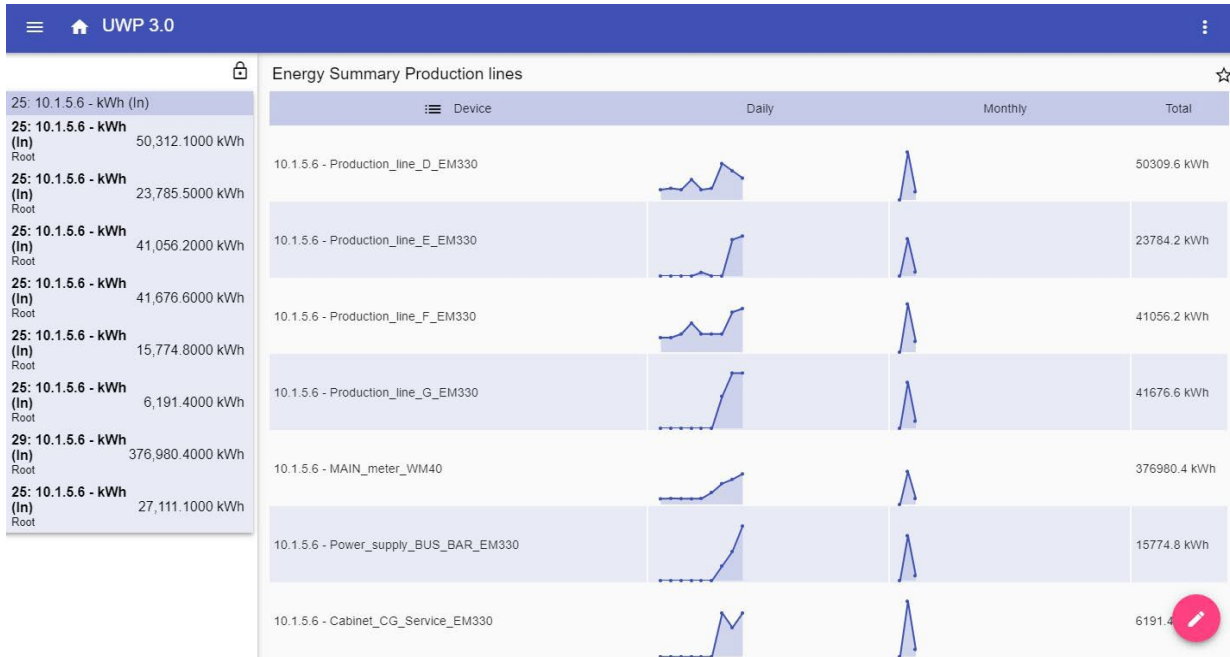 UWP 3.0
25: 10.1.5.6 - kWh (In)
25: 10.1.5.6 - kWh
(In)
50,312.1000 kWh
Root
25: 10.1.5.6 - kWh
(In)
23,785.5000 kWh
Root
25: 10.1.5.6 - kWh
(In)
41,056.2000 kWh
Root
25: 10.1.5.6 - kWh
(In)
41,676.6000 kWh
Root
25: 10.1.5.6 - kWh
(In)
15,774.8000 kWh
Root
25: 10.1.5.6 - kWh
(In)
6,191.4000 kWh
Root
29: 10.1.5.6 - kWh
(In)
376,980.4000 kWh
Root
25: 10.1.5.6 - kWh
(In)
27,111.1000 kWh
Root
Energy Summary Production lines
Device Daily Monthly Total
10.1.5.6 - Production_line_D_EM330 50309.6 kWh
10.1.5.6 - Production_line_E_EM330 23784.2 kWh
10.1.5.6 - Production_line_F_EM330 41056.2 kWh
10.1.5.6 - Production_line_G_EM330 41676.6 kWh
10.1.5.6 - MAIN_meter_WM40 376980.4 kWh
10.1.5.6 - Power_supply_BUS_BAR_EM330 15774.8 kWh
10.1.5.6 - Cabinet_CG_Service_EM330